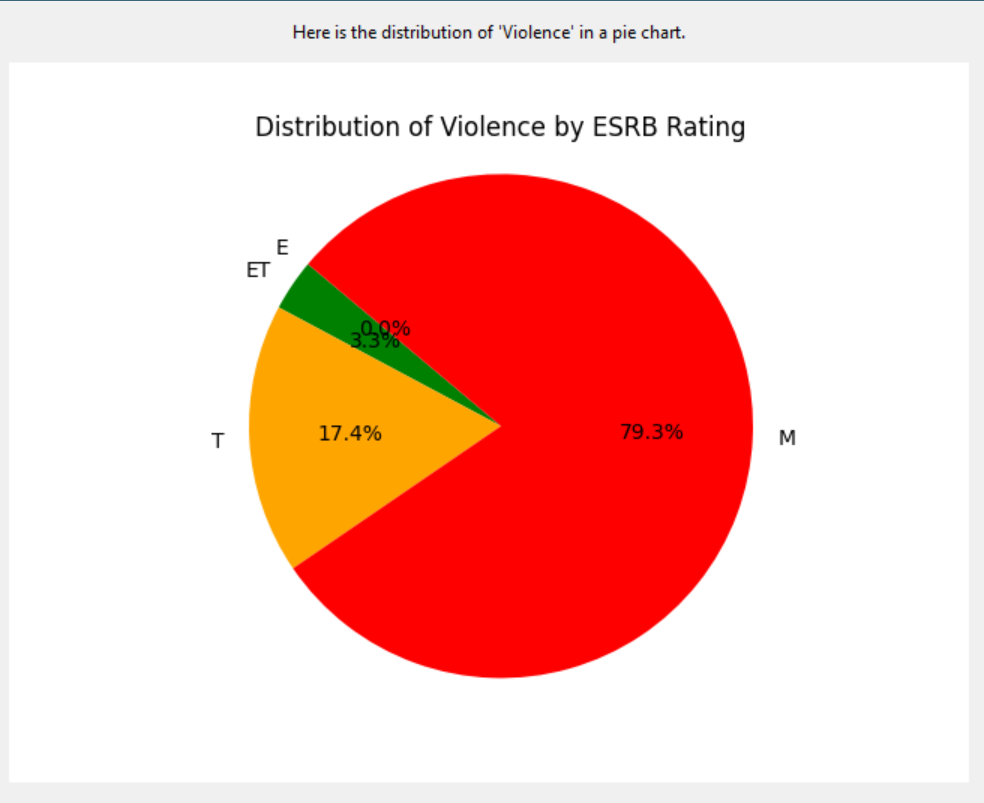 Here is the distribution of 'Violence' in a pie chart.
Distribution of Violence by ESRB Rating
E
ET
0.0%
3.3%
T
17.4%
79.3%
M